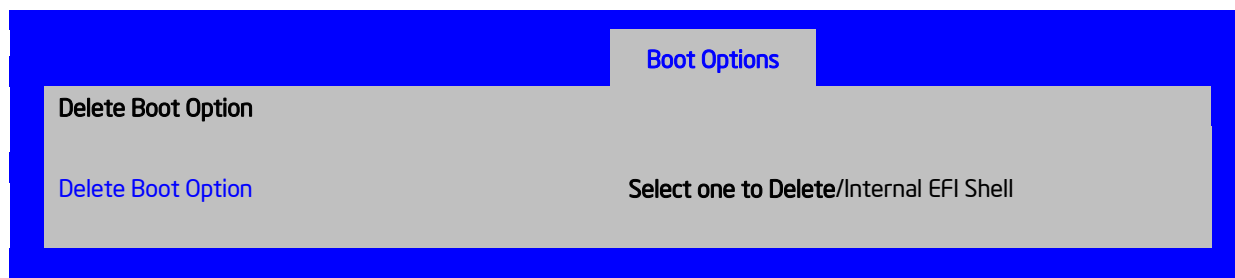 Boot Options
Delete Boot Option
Delete Boot Option Select one to Delete/Internal EFI Shell